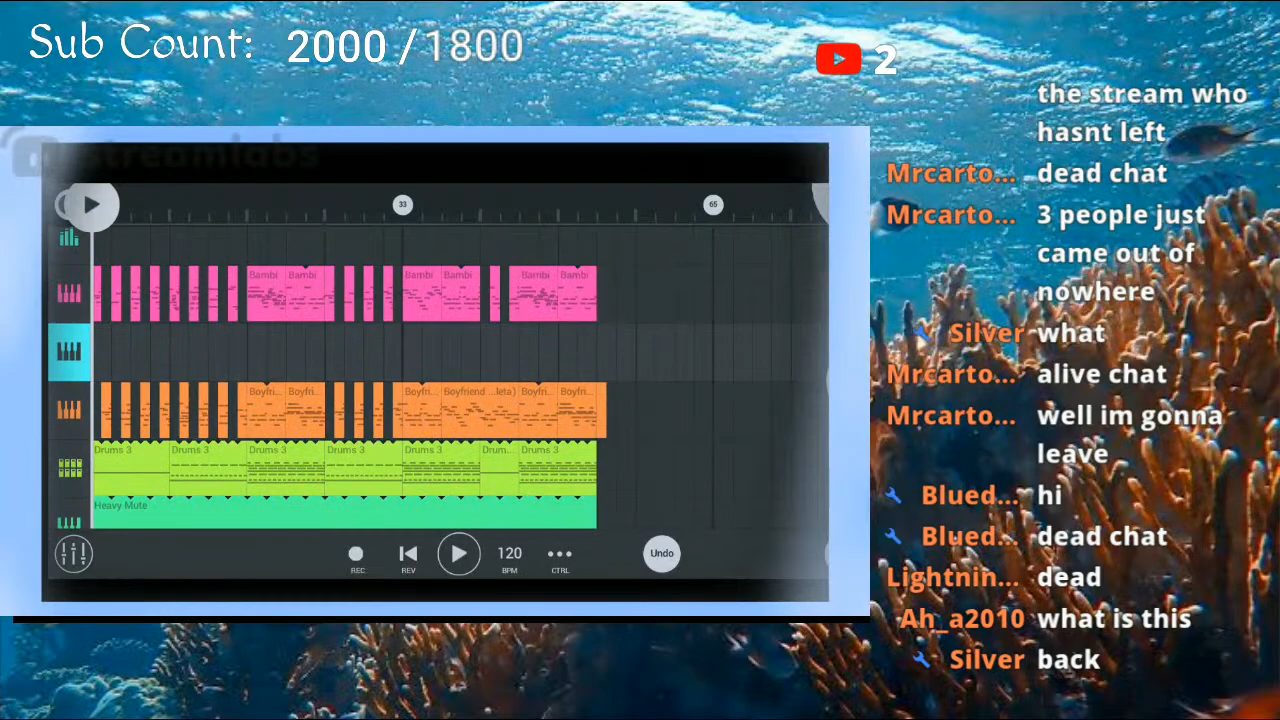 Sub Count: 2000 / 1800
2
streamlabs
33 65
Bambi Bambi Bambi Bambi Bambi Bambi
Boyfri... Boyfri... Boyfri... Boyfriend ...leta) Boyfri... Boyfri...
Drums 3 Drums 3 Drums 3 Drums 3 Drums 3 Drum... Drums 3
Heavy Mute
120 Undo
REC REV BPM CTRL
the stream who
hasnt left
Mrcarto... dead chat
Mrcarto... 3 people just
came out of
nowhere
Silver what
Mrcarto... alive chat
Mrcarto... well im gonna
leave
Blued... hi
Blued... dead chat
Lightnin... dead
Ah_a2010 what is this
Silver back